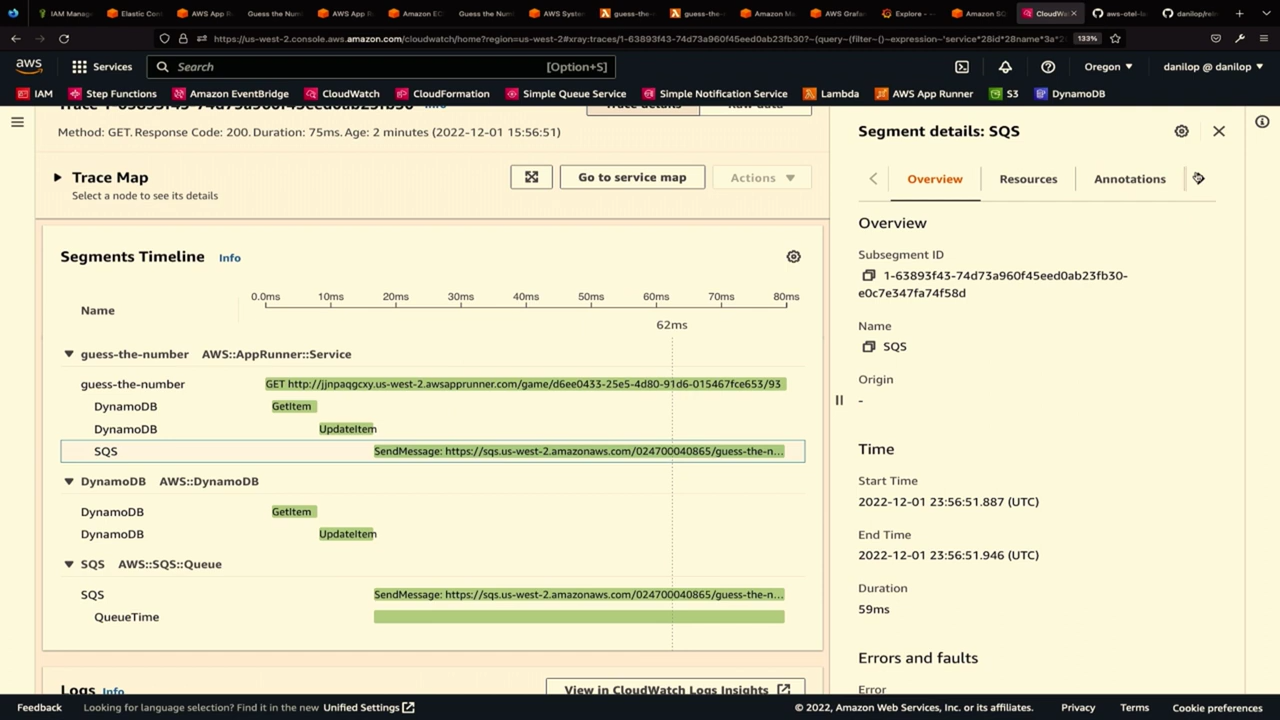 IAM Manag
Elastic Con
AWS App R
Guess the Num
AWS App R
Amazon EC
Guess the Num
AWS System
guess-the-
guess-the-
Amazon Ma
AWS Grafan
Explore -
Amazon SQ
CloudWa
aws-otel-la
danilop/
https://us-west-2.console.aws.amazon.com/cloudwatch/home?region=us-west-2#xray:traces/1-63893f43-74d73a960f45eed0ab23fb30?~(query~(filter~()~expression~'service*28id*28name*3a*2
133%
aws
Services
Search
[Option+S]
Oregon
danilop @ danilop
IAM
Step Functions
Amazon EventBridge
CloudWatch
CloudFormation
Simple Queue Service
Simple Notification Service
Lambda
AWS App Runner
S3
DynamoDB
Trace 1-63893f43-74d73a960f45eed0ab23fb30 Info
Trace details
Raw data
Method: GET. Response Code: 200. Duration: 75ms. Age: 2 minutes (2022-12-01 15:56:51)
Trace Map
Select a node to see its details
Go to service map
Actions
Segments Timeline Info
0.0ms 10ms 20ms 30ms 40ms 50ms 60ms 70ms 80ms
Name
62ms
guess-the-number AWS::AppRunner::Service
guess-the-number GET http://jjnpaqgcxy.us-west-2.awsapprunner.com/game/d6ee0433-25e5-4d80-91d6-015467fce653/93
DynamoDB GetItem
DynamoDB UpdateItem
SQS SendMessage: https://sqs.us-west-2.amazonaws.com/024700040865/guess-the-n...
DynamoDB AWS::DynamoDB
DynamoDB GetItem
DynamoDB UpdateItem
SQS AWS::SQS::Queue
SQS SendMessage: https://sqs.us-west-2.amazonaws.com/024700040865/guess-the-n...
QueueTime
Logs Info
View in CloudWatch Logs Insights
Segment details: SQS
Overview
Resources
Annotations
Overview
Subsegment ID
1-63893f43-74d73a960f45eed0ab23fb30-
e0c7e347fa74f58d
Name
SQS
Origin
-
Time
Start Time
2022-12-01 23:56:51.887 (UTC)
End Time
2022-12-01 23:56:51.946 (UTC)
Duration
59ms
Errors and faults
Error
Feedback
Looking for language selection? Find it in the new Unified Settings
© 2022, Amazon Web Services, Inc. or its affiliates.
Privacy
Terms
Cookie preferences